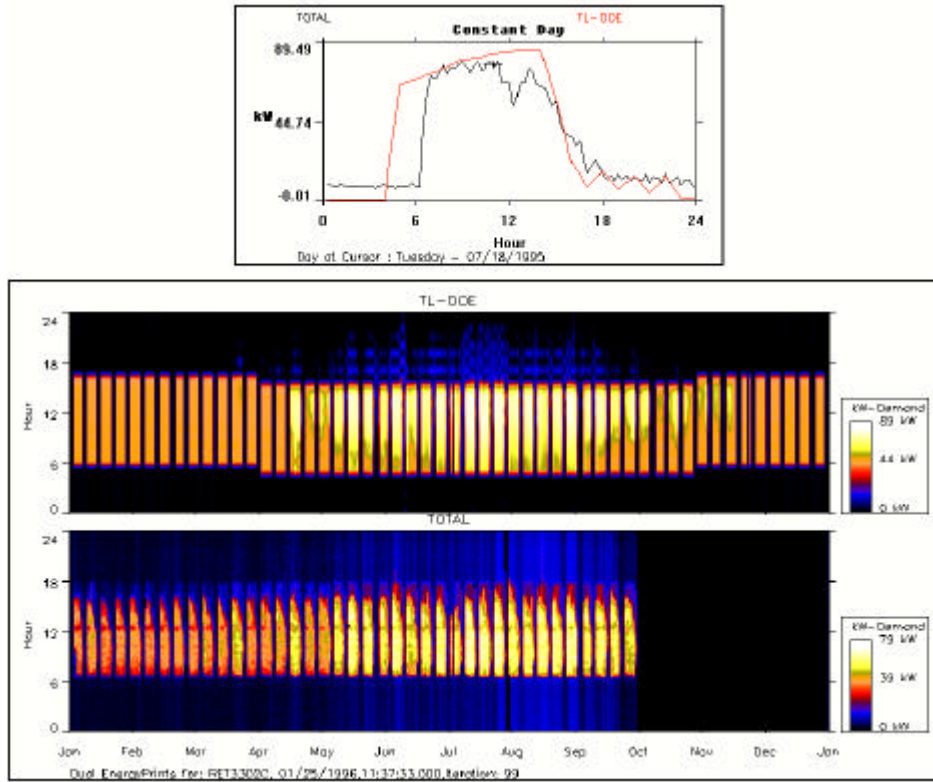 TOTAL TL-DOE
Constant Day
89.49
kW 44.74
-0.01
0 6 12 18 24
Hour
Day at Cursor : Tuesday - 07/18/1995
TL-DOE
24
18
Hour
12
6
0
kW-Demand
89 kW
44 kW
0 kW
TOTAL
24
18
Hour
12
6
0
kW-Demand
79 kW
39 kW
0 kW
Jan Feb Mar Apr May Jun Jul Aug Sep Oct Nov Dec Jan
Dual EnergyPrints for: RET3302C, 01/25/1996,11:37:33.000,Iteration: 99